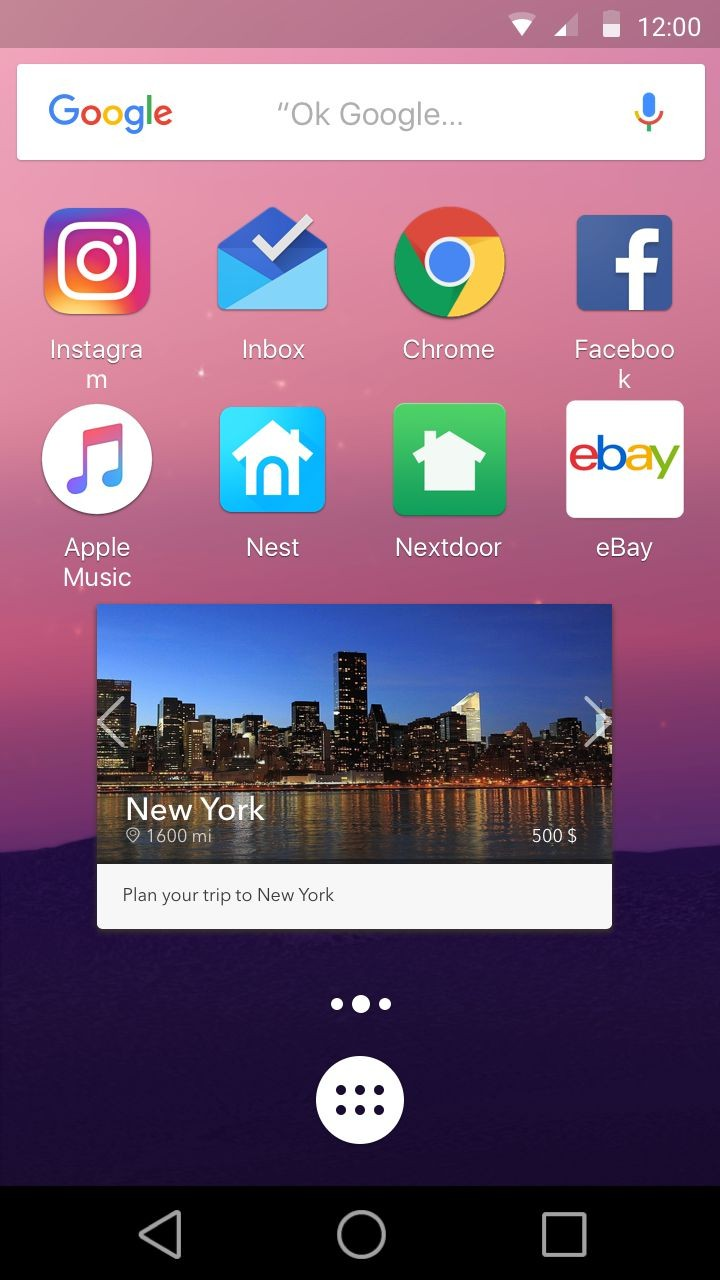 12:00
Google "Ok Google...
Instagra
m
Inbox
Chrome
Faceboo
k
ebay
Apple
Music
Nest
Nextdoor
eBay
New York
1600 mi
500 $
Plan your trip to New York